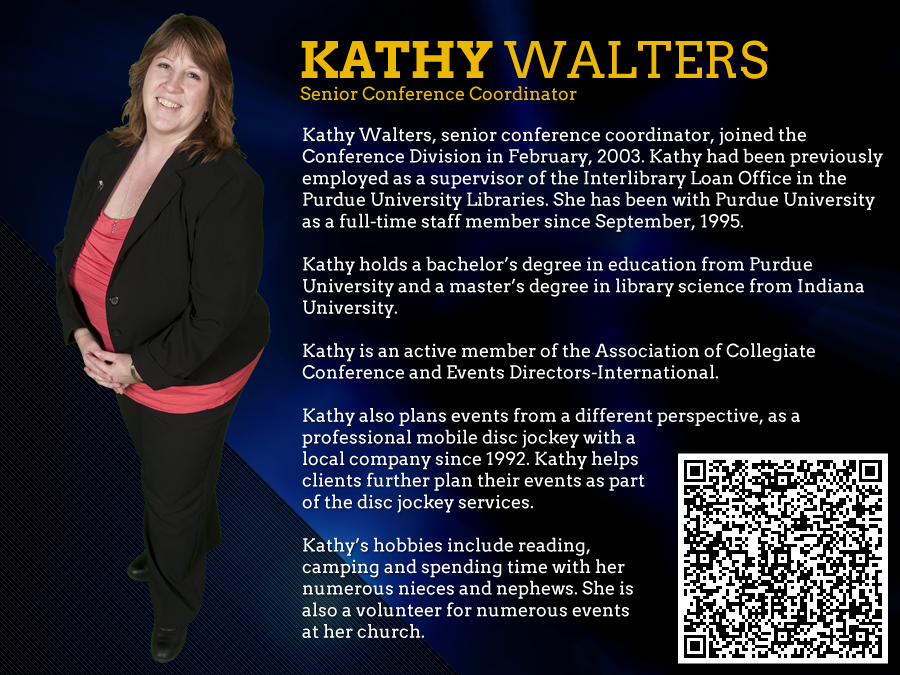 KATHY WALTERS
Senior Conference Coordinator
Kathy Walters, senior conference coordinator, joined the
Conference Division in February, 2003. Kathy had been previously
employed as a supervisor of the Interlibrary Loan Office in the
Purdue University Libraries. She has been with Purdue University
as a full-time staff member since September, 1995.
Kathy holds a bachelor’s degree in education from Purdue
University and a master’s degree in library science from Indiana
University.
Kathy is an active member of the Association of Collegiate
Conference and Events Directors-International.
Kathy also plans events from a different perspective, as a
professional mobile disc jockey with a
local company since 1992. Kathy helps
clients further plan their events as part
of the disc jockey services.
Kathy’s hobbies include reading,
camping and spending time with her
numerous nieces and nephews. She is
also a volunteer for numerous events
at her church.